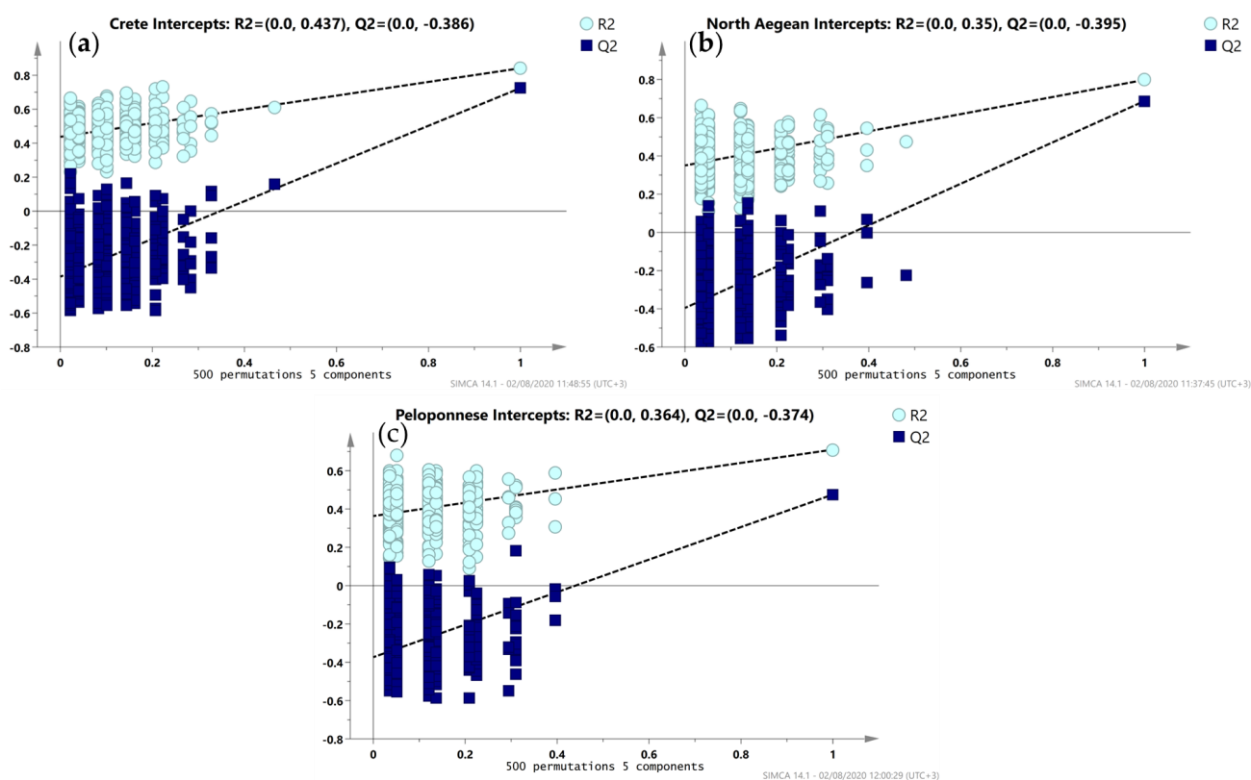 Crete Intercepts: R2=(0.0, 0.437), Q2=(0.0, -0.386)
(a)
R2
Q2
0.8
0.6
0.4
0.2
0
-0.2
-0.4
-0.6
-0.8
0 0.2 0.4 0.6 0.8 1
500 permutations 5 components
SIMCA 14.1 - 02/08/2020 11:48:55 (UTC+3)
North Aegean Intercepts: R2=(0.0, 0.35), Q2=(0.0, -0.395)
(b)
R2
Q2
0.8
0.6
0.4
0.2
0
-0.2
-0.4
-0.6
0 0.2 0.4 0.6 0.8 1
500 permutations 5 components
SIMCA 14.1 - 02/08/2020 11:37:45 (UTC+3)
Peloponnese Intercepts: R2=(0.0, 0.364), Q2=(0.0, -0.374)
(c)
R2
Q2
0.6
0.4
0.2
0
-0.2
-0.4
-0.6
-0.8
0 0.2 0.4 0.6 0.8 1
500 permutations 5 components
SIMCA 14.1 - 02/08/2020 12:00:29 (UTC+3)